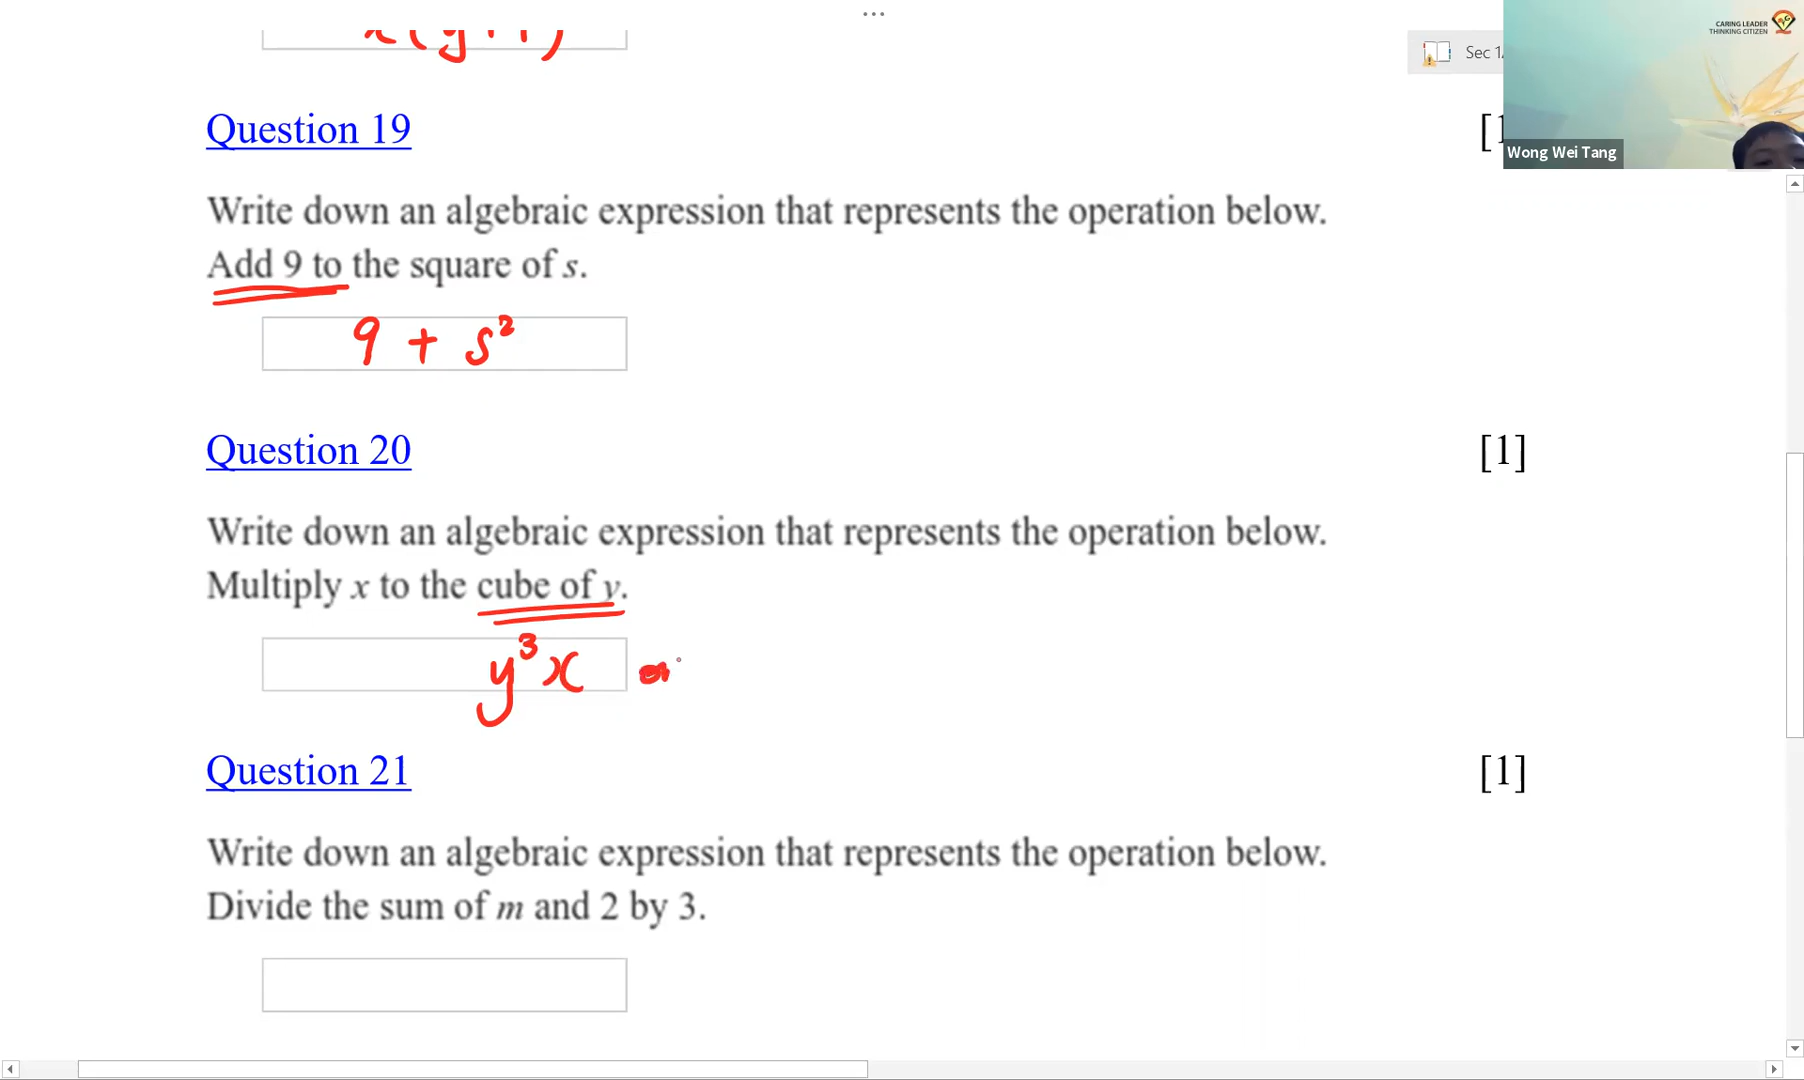 x(y+1)
CARING LEADER
THINKING CITIZEN
Sec 1
Wong Wei Tang
Question 19
[1
Write down an algebraic expression that represents the operation below.
Add 9 to the square of s.
9 + s²
Question 20 [1]
Write down an algebraic expression that represents the operation below.
Multiply x to the cube of y.
y³x
Question 21 [1]
Write down an algebraic expression that represents the operation below.
Divide the sum of m and 2 by 3.